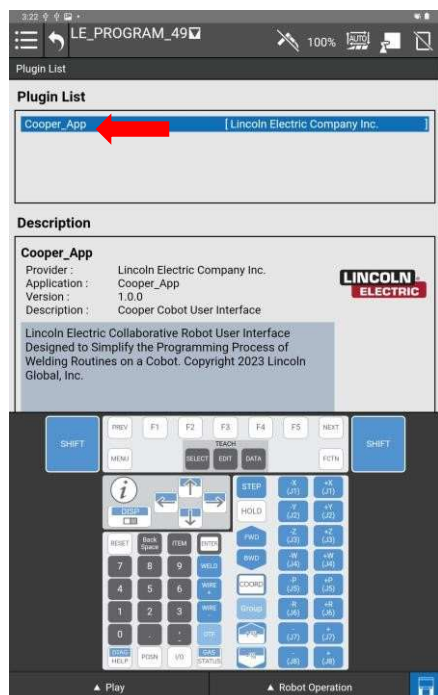 3:22
LE_PROGRAM_49
100%
AUTO
Plugin List
Plugin List
Cooper_App [ Lincoln Electric Company Inc. ]
Description
Cooper_App
Provider : Lincoln Electric Company Inc.
Application : Cooper_App
Version : 1.0.0
Description : Cooper Cobot User Interface
LINCOLN
ELECTRIC
Lincoln Electric Collaborative Robot User Interface
Designed to Simplify the Programming Process of
Welding Routines on a Cobot. Copyright 2023 Lincoln
Global, Inc.
SHIFT
PREV F1 F2 F3 F4 F5 NEXT
TEACH
MENU SELECT EDIT DATA FCTN
SHIFT
i
DISP
STEP -X (J1) +X (J1)
HOLD -Y (J2) +Y (J2)
RESET Back Space ITEM ENTER FWD -Z (J3) +Z (J3)
7 8 9 WELD BWD -W (J4) +W (J4)
4 5 6 WIRE + COORD -P (J5) +P (J5)
1 2 3 WIRE - Group -R (J6) +R (J6)
0 . - (J7) + (J7)
DIAG HELP POSN I/O GAS STATUS - (J8) + (J8)
▲ Play
▲ Robot Operation